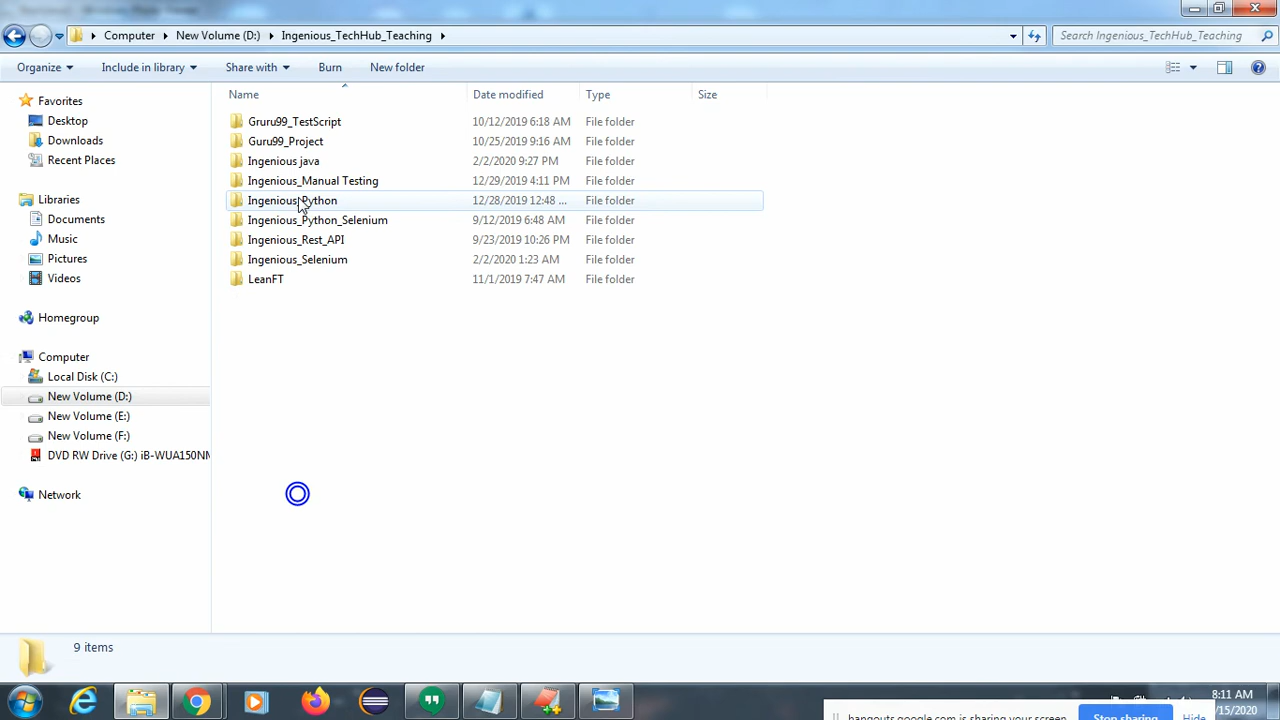 Computer New Volume (D:) Ingenious_TechHub_Teaching
Search Ingenious_TechHub_Teaching
Organize Include in library Share with Burn New folder
Name Date modified Type Size
Favorites
Desktop
Downloads
Recent Places
Libraries
Documents
Music
Pictures
Videos
Homegroup
Computer
Local Disk (C:)
New Volume (D:)
New Volume (E:)
New Volume (F:)
DVD RW Drive (G:) iB-WUA150NM
Network
Gruru99_TestScript 10/12/2019 6:18 AM File folder
Guru99_Project 10/25/2019 9:16 AM File folder
Ingenious java 2/2/2020 9:27 PM File folder
Ingenious_Manual Testing 12/29/2019 4:11 PM File folder
Ingenious_Python 12/28/2019 12:48 ... File folder
Ingenious_Python_Selenium 9/12/2019 6:48 AM File folder
Ingenious_Rest_API 9/23/2019 10:26 PM File folder
Ingenious_Selenium 2/2/2020 1:23 AM File folder
LeanFT 11/1/2019 7:47 AM File folder
9 items
8:11 AM
/15/2020
hangouts.google.com is sharing your screen. Stop sharing Hide